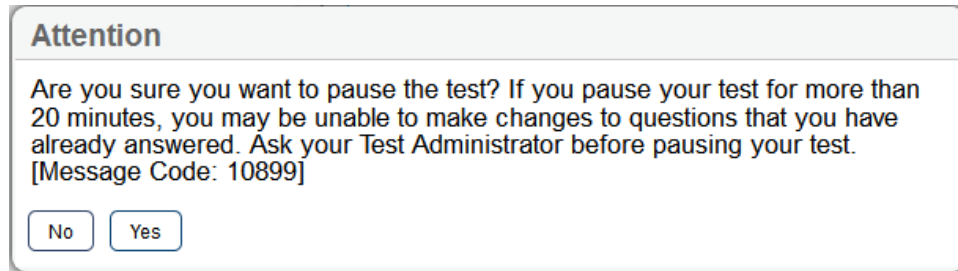 Attention
Are you sure you want to pause the test? If you pause your test for more than
20 minutes, you may be unable to make changes to questions that you have
already answered. Ask your Test Administrator before pausing your test.
[Message Code: 10899]
No Yes